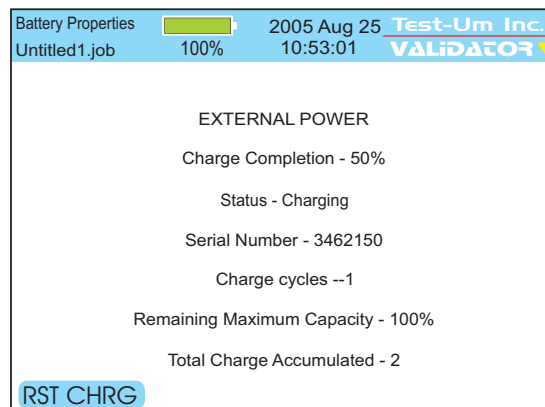 Battery Properties
2005 Aug 25
Test-Um Inc.
Untitled1.job
100%
10:53:01
VALiDATOR
EXTERNAL POWER
Charge Completion - 50%
Status - Charging
Serial Number - 3462150
Charge cycles --1
Remaining Maximum Capacity - 100%
Total Charge Accumulated - 2
RST CHRG